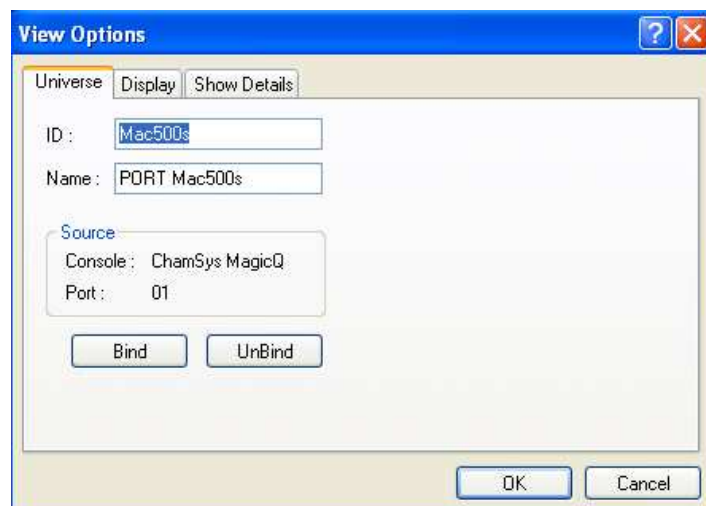 View Options
Universe Display Show Details
ID : Mac500s
Name : PORT Mac500s
Source
Console : ChamSys MagicQ
Port : 01
Bind UnBind
OK Cancel